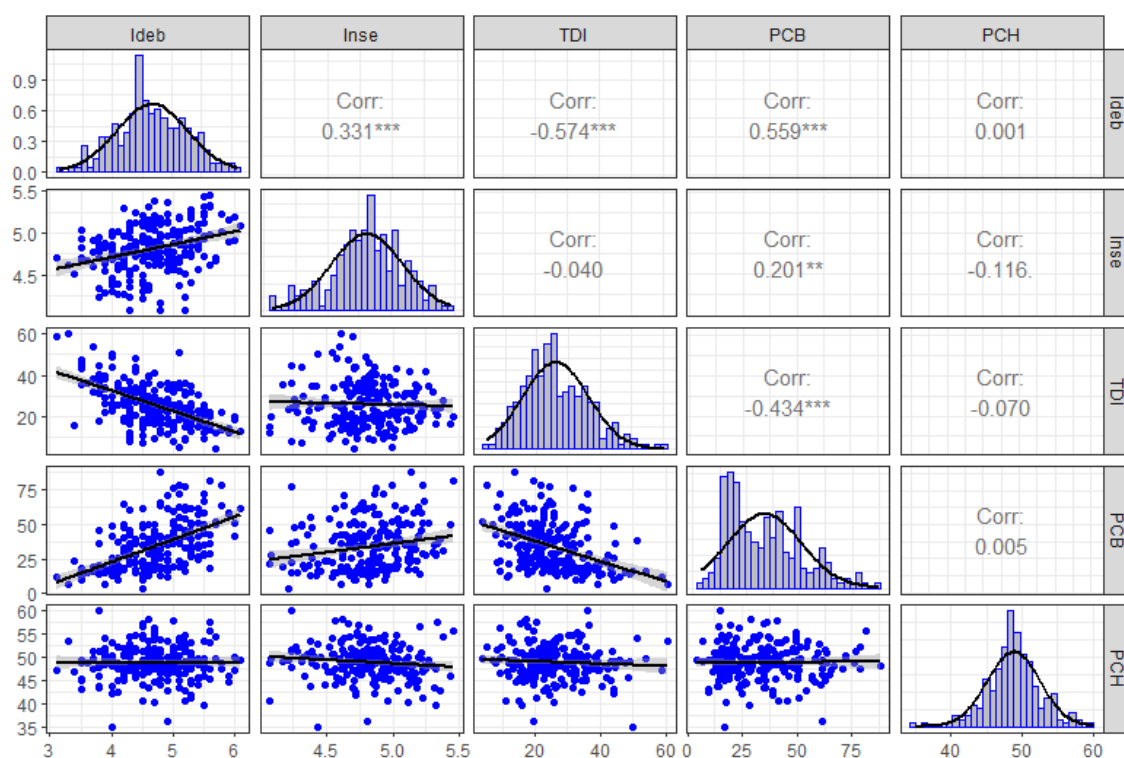 Ideb Inse TDI PCB PCH
0.9
0.6
0.3
0.0
Corr:
0.331***
Corr:
-0.574***
Corr:
0.559***
Corr:
0.001
Ideb
5.5
5.0
4.5
Corr:
-0.040
Corr:
0.201**
Corr:
-0.116.
Inse
60
40
20
Corr:
-0.434***
Corr:
-0.070
TDI
75
50
25
0
Corr:
0.005
PCB
60
55
50
45
40
35
PCH
3 4 5 6 4.5 5.0 5.5 20 40 60 0 25 50 75 40 50 60